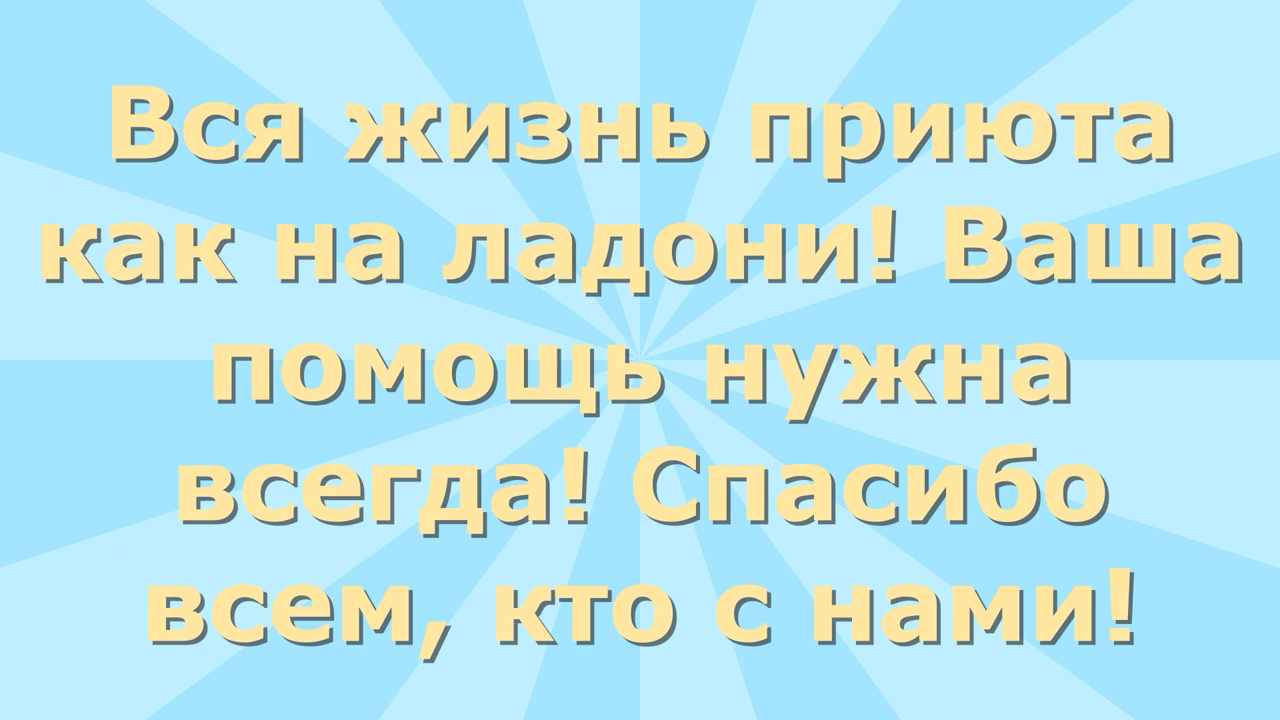 Вся жизнь приюта
как на ладони! Ваша
помощь нужна
всегда! Спасибо
всем, кто с нами!